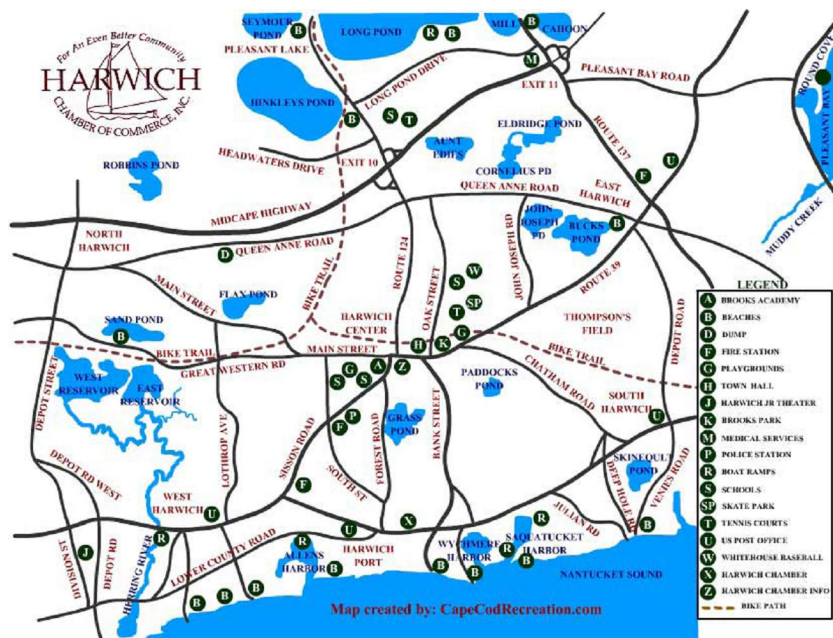 For An Even Better Community
HARWICH
CHAMBER OF COMMERCE, INC.
SEYMOUR
POND
B
PLEASANT LAKE
LONG POND
R
B
MILL
B
CAHOON
M
EXIT 11
PLEASANT BAY ROAD
ROUND COVE
PLEASANT BAY
MUDDY CREEK
HINKLEYS POND
LONG POND DRIVE
B
S
T
HEADWATERS DRIVE
EXIT 10
AUNT
EDIES
ELDRIDGE POND
CORNELIUS PD
ROUTE 137
U
F
EAST
HARWICH
ROBBINS POND
MIDCAPE HIGHWAY
QUEEN ANNE ROAD
NORTH
HARWICH
D
QUEEN ANNE ROAD
JOHN
JOSEPH
PD
BUCKS
POND
B
JOHN JOSEPH RD
ROUTE 39
MAIN STREET
FLAX POND
BIKE TRAIL
ROUTE 124
OAK STREET
S
W
T
SP
G
SAND POND
B
HARWICH
CENTER
H
K
THOMPSON'S
FIELD
DEPOT ROAD
BIKE TRAIL
MAIN STREET
GREAT WESTERN RD
BIKE TRAIL
DEPOT STREET
WEST
RESERVOIR
EAST
RESERVOIR
G
A
Z
S
S
PADDOCKS
POND
CHATHAM ROAD
SOUTH
HARWICH
U
P
F
GRASS
POND
SISSON ROAD
FOREST ROAD
BANK STREET
LOTHROP AVE
SOUTH ST
DEPOT RD WEST
WEST
HARWICH
U
F
SKINEQUIT
POND
DEEP HOLE RD
VENIES ROAD
DIVISION ST
J
DEPOT RD
HERRING RIVER
R
LOWER COUNTY ROAD
R
ALLENS
HARBOR
U
HARWICH
PORT
X
WYCHMERE
HARBOR
R
SAQUATUCKET
HARBOR
R
JULIAN RD
B
B
B
B
B
B
B
B
NANTUCKET SOUND
Map created by: CapeCodRecreation.com
LEGEND
A BROOKS ACADEMY
B BEACHES
D DUMP
F FIRE STATION
G PLAYGROUNDS
H TOWN HALL
J HARWICH JR THEATER
K BROOKS PARK
M MEDICAL SERVICES
P POLICE STATION
R BOAT RAMPS
S SCHOOLS
SP SKATE PARK
T TENNIS COURTS
U US POST OFFICE
W WHITEHOUSE BASEBALL
X HARWICH CHAMBER
Z HARWICH CHAMBER INFO
BIKE PATH